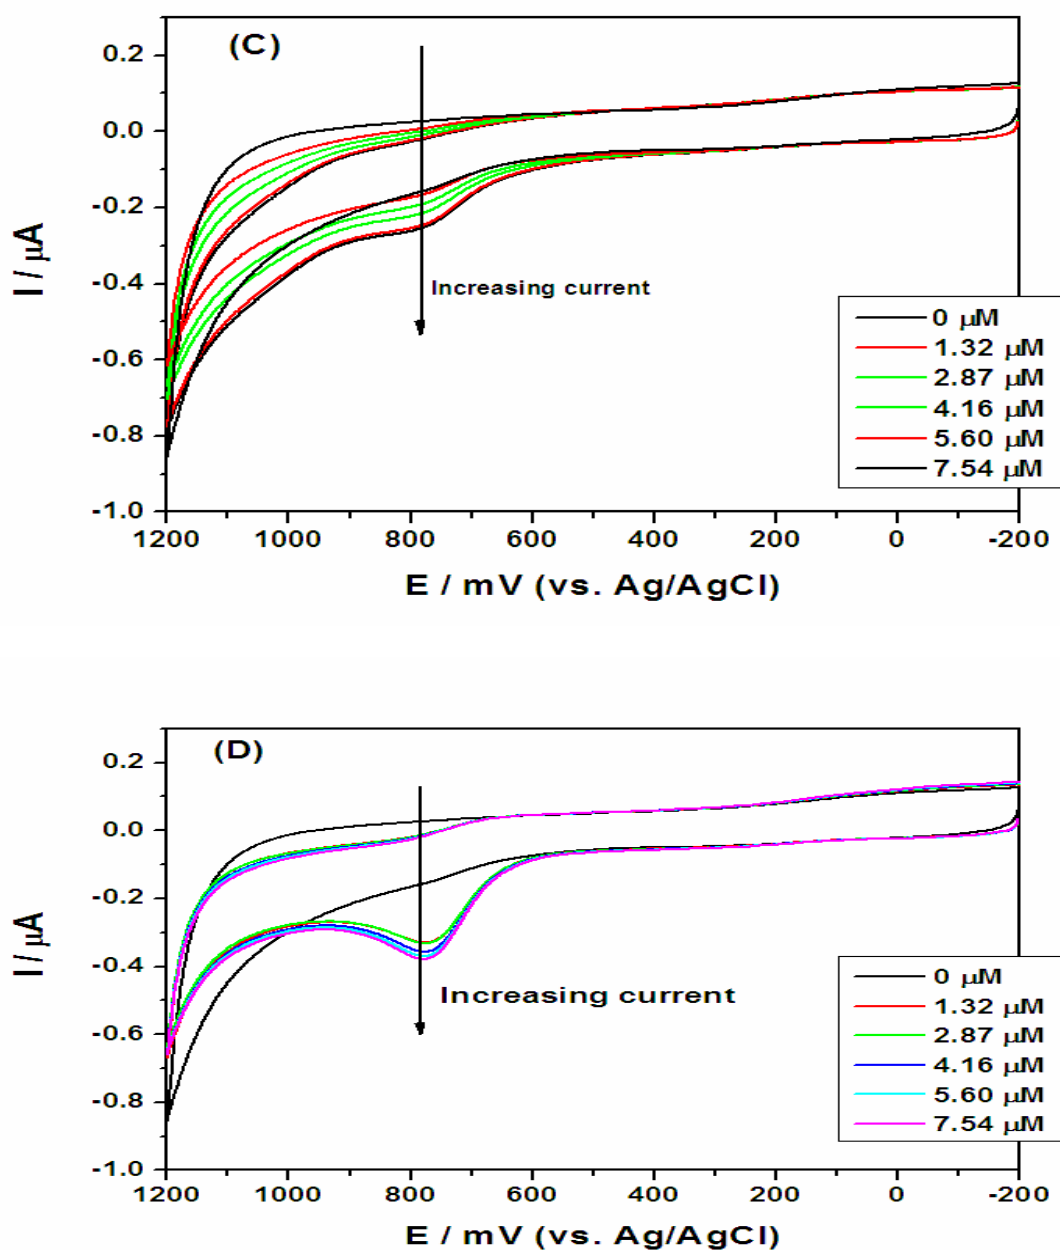 (C)
0.2
0.0
-0.2
-0.4
-0.6
-0.8
-1.0
I / µA
Increasing current
0 µM
1.32 µM
2.87 µM
4.16 µM
5.60 µM
7.54 µM
1200 1000 800 600 400 200 0 -200
E / mV (vs. Ag/AgCl)
(D)
0.2
0.0
-0.2
-0.4
-0.6
-0.8
-1.0
I / µA
Increasing current
0 µM
1.32 µM
2.87 µM
4.16 µM
5.60 µM
7.54 µM
1200 1000 800 600 400 200 0 -200
E / mV (vs. Ag/AgCl)